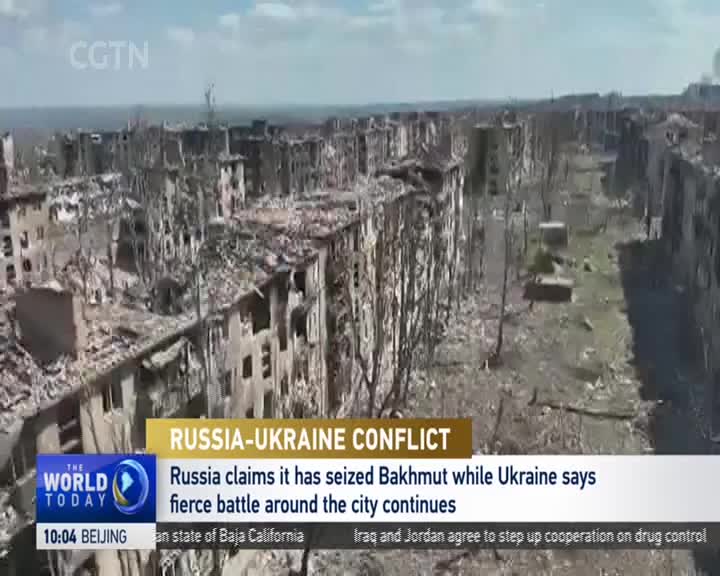 CGTN
RUSSIA-UKRAINE CONFLICT
THE
WORLD
TODAY
Russia claims it has seized Bakhmut while Ukraine says
fierce battle around the city continues
10:04 BEIJING
an state of Baja California Iraq and Jordan agree to step up cooperation on drug control